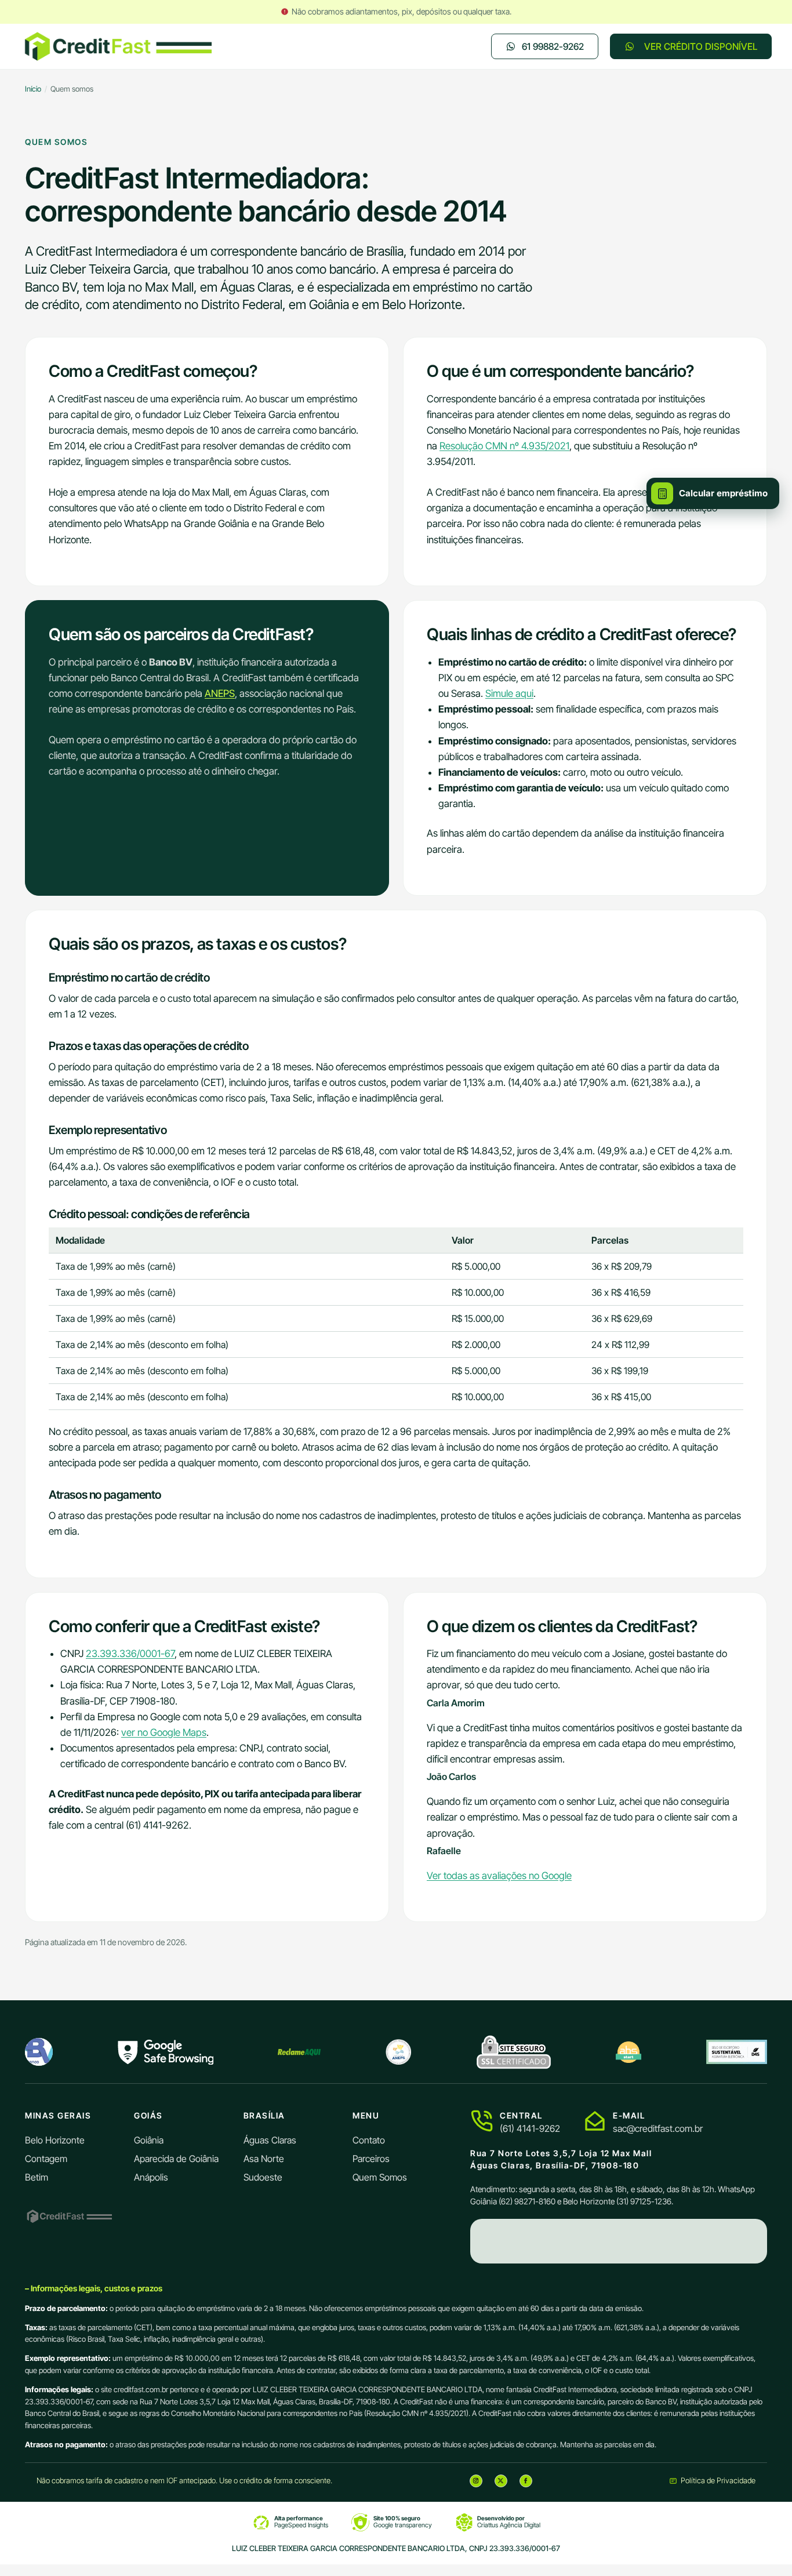 Não cobramos adiantamentos, pix, depósitos ou qualquer taxa.
CreditFast
61 99882-9262
VER CRÉDITO DISPONÍVEL
Início / Quem somos
QUEM SOMOS
CreditFast Intermediadora:
correspondente bancário desde 2014
A CreditFast Intermediadora é um correspondente bancário de Brasília, fundado em 2014 por
Luiz Cleber Teixeira Garcia, que trabalhou 10 anos como bancário. A empresa é parceira do
Banco BV, tem loja no Max Mall, em Águas Claras, e é especializada em empréstimo no cartão
de crédito, com atendimento no Distrito Federal, em Goiânia e em Belo Horizonte.
Como a CreditFast começou?
A CreditFast nasceu de uma experiência ruim. Ao buscar um empréstimo
para capital de giro, o fundador Luiz Cleber Teixeira Garcia enfrentou
burocracia demais, mesmo depois de 10 anos de carreira como bancário.
Em 2014, ele criou a CreditFast para resolver demandas de crédito com
rapidez, linguagem simples e transparência sobre custos.
Hoje a empresa atende na loja do Max Mall, em Águas Claras, com
consultores que vão até o cliente em todo o Distrito Federal e com
atendimento pelo WhatsApp na Grande Goiânia e na Grande Belo
Horizonte.
O que é um correspondente bancário?
Correspondente bancário é a empresa contratada por instituições
financeiras para atender clientes em nome delas, seguindo as regras do
Conselho Monetário Nacional para correspondentes no País, hoje reunidas
na Resolução CMN nº 4.935/2021, que substituiu a Resolução nº
3.954/2011.
A CreditFast não é banco nem financeira. Ela aprese
organiza a documentação e encaminha a operação para a instituição
parceira. Por isso não cobra nada do cliente: é remunerada pelas
instituições financeiras.
Calcular empréstimo
Quem são os parceiros da CreditFast?
O principal parceiro é o Banco BV, instituição financeira autorizada a
funcionar pelo Banco Central do Brasil. A CreditFast também é certificada
como correspondente bancário pela ANEPS, associação nacional que
reúne as empresas promotoras de crédito e os correspondentes no País.
Quem opera o empréstimo no cartão é a operadora do próprio cartão do
cliente, que autoriza a transação. A CreditFast confirma a titularidade do
cartão e acompanha o processo até o dinheiro chegar.
Quais linhas de crédito a CreditFast oferece?
• Empréstimo no cartão de crédito: o limite disponível vira dinheiro por
PIX ou em espécie, em até 12 parcelas na fatura, sem consulta ao SPC
ou Serasa. Simule aqui.
• Empréstimo pessoal: sem finalidade específica, com prazos mais
longos.
• Empréstimo consignado: para aposentados, pensionistas, servidores
públicos e trabalhadores com carteira assinada.
• Financiamento de veículos: carro, moto ou outro veículo.
• Empréstimo com garantia de veículo: usa um veículo quitado como
garantia.
As linhas além do cartão dependem da análise da instituição financeira
parceira.
Quais são os prazos, as taxas e os custos?
Empréstimo no cartão de crédito
O valor de cada parcela e o custo total aparecem na simulação e são confirmados pelo consultor antes de qualquer operação. As parcelas vêm na fatura do cartão,
em 1 a 12 vezes.
Prazos e taxas das operações de crédito
O período para quitação do empréstimo varia de 2 a 18 meses. Não oferecemos empréstimos pessoais que exigem quitação em até 60 dias a partir da data da
emissão. As taxas de parcelamento (CET), incluindo juros, tarifas e outros custos, podem variar de 1,13% a.m. (14,40% a.a.) até 17,90% a.m. (621,38% a.a.), a
depender de variáveis econômicas como risco país, Taxa Selic, inflação e inadimplência geral.
Exemplo representativo
Um empréstimo de R$ 10.000,00 em 12 meses terá 12 parcelas de R$ 618,48, com valor total de R$ 14.843,52, juros de 3,4% a.m. (49,9% a.a.) e CET de 4,2% a.m.
(64,4% a.a.). Os valores são exemplificativos e podem variar conforme os critérios de aprovação da instituição financeira. Antes de contratar, são exibidos a taxa de
parcelamento, a taxa de conveniência, o IOF e o custo total.
Crédito pessoal: condições de referência
Modalidade Valor Parcelas
Taxa de 1,99% ao mês (carnê) R$ 5.000,00 36 x R$ 209,79
Taxa de 1,99% ao mês (carnê) R$ 10.000,00 36 x R$ 416,59
Taxa de 1,99% ao mês (carnê) R$ 15.000,00 36 x R$ 629,69
Taxa de 2,14% ao mês (desconto em folha) R$ 2.000,00 24 x R$ 112,99
Taxa de 2,14% ao mês (desconto em folha) R$ 5.000,00 36 x R$ 199,19
Taxa de 2,14% ao mês (desconto em folha) R$ 10.000,00 36 x R$ 415,00
No crédito pessoal, as taxas anuais variam de 17,88% a 30,68%, com prazo de 12 a 96 parcelas mensais. Juros por inadimplência de 2,99% ao mês e multa de 2%
sobre a parcela em atraso; pagamento por carnê ou boleto. Atrasos acima de 62 dias levam à inclusão do nome nos órgãos de proteção ao crédito. A quitação
antecipada pode ser pedida a qualquer momento, com desconto proporcional dos juros, e gera carta de quitação.
Atrasos no pagamento
O atraso das prestações pode resultar na inclusão do nome nos cadastros de inadimplentes, protesto de títulos e ações judiciais de cobrança. Mantenha as parcelas
em dia.
Como conferir que a CreditFast existe?
• CNPJ 23.393.336/0001-67, em nome de LUIZ CLEBER TEIXEIRA
GARCIA CORRESPONDENTE BANCARIO LTDA.
• Loja física: Rua 7 Norte, Lotes 3, 5 e 7, Loja 12, Max Mall, Águas Claras,
Brasília-DF, CEP 71908-180.
• Perfil da Empresa no Google com nota 5,0 e 29 avaliações, em consulta
de 11/11/2026: ver no Google Maps.
• Documentos apresentados pela empresa: CNPJ, contrato social,
certificado de correspondente bancário e contrato com o Banco BV.
A CreditFast nunca pede depósito, PIX ou tarifa antecipada para liberar
crédito. Se alguém pedir pagamento em nome da empresa, não pague e
fale com a central (61) 4141-9262.
O que dizem os clientes da CreditFast?
Fiz um financiamento do meu veículo com a Josiane, gostei bastante do
atendimento e da rapidez do meu financiamento. Achei que não iria
aprovar, só que deu tudo certo.
Carla Amorim
Vi que a CreditFast tinha muitos comentários positivos e gostei bastante da
rapidez e transparência da empresa em cada etapa do meu empréstimo,
difícil encontrar empresas assim.
João Carlos
Quando fiz um orçamento com o senhor Luiz, achei que não conseguiria
realizar o empréstimo. Mas o pessoal faz de tudo para o cliente sair com a
aprovação.
Rafaelle
Ver todas as avaliações no Google
Página atualizada em 11 de novembro de 2026.
Google
Safe Browsing
ReclameAQUI
ANEPS
SITE SEGURO
SSL CERTIFICADO
SUSTENTÁVEL
MINAS GERAIS
Belo Horizonte
Contagem
Betim
GOIÁS
Goiânia
Aparecida de Goiânia
Anápolis
BRASÍLIA
Águas Claras
Asa Norte
Sudoeste
MENU
Contato
Parceiros
Quem Somos
CENTRAL
(61) 4141-9262
E-MAIL
sac@creditfast.com.br
Rua 7 Norte Lotes 3,5,7 Loja 12 Max Mall
Águas Claras, Brasília-DF, 71908-180
Atendimento: segunda a sexta, das 8h às 18h, e sábado, das 8h às 12h. WhatsApp
Goiânia (62) 98271-8160 e Belo Horizonte (31) 97125-1236.
CreditFast
– Informações legais, custos e prazos
Prazo de parcelamento: o período para quitação do empréstimo varia de 2 a 18 meses. Não oferecemos empréstimos pessoais que exigem quitação em até 60 dias a partir da data da emissão.
Taxas: as taxas de parcelamento (CET), bem como a taxa percentual anual máxima, que engloba juros, taxas e outros custos, podem variar de 1,13% a.m. (14,40% a.a.) até 17,90% a.m. (621,38% a.a.), a depender de variáveis
econômicas (Risco Brasil, Taxa Selic, inflação, inadimplência geral e outras).
Exemplo representativo: um empréstimo de R$ 10.000,00 em 12 meses terá 12 parcelas de R$ 618,48, com valor total de R$ 14.843,52, juros de 3,4% a.m. (49,9% a.a.) e CET de 4,2% a.m. (64,4% a.a.). Valores exemplificativos,
que podem variar conforme os critérios de aprovação da instituição financeira. Antes de contratar, são exibidos de forma clara a taxa de parcelamento, a taxa de conveniência, o IOF e o custo total.
Informações legais: o site creditfast.com.br pertence e é operado por LUIZ CLEBER TEIXEIRA GARCIA CORRESPONDENTE BANCARIO LTDA, nome fantasia CreditFast Intermediadora, sociedade limitada registrada sob o CNPJ
23.393.336/0001-67, com sede na Rua 7 Norte Lotes 3,5,7 Loja 12 Max Mall, Águas Claras, Brasília-DF, 71908-180. A CreditFast não é uma financeira: é um correspondente bancário, parceiro do Banco BV, instituição autorizada pelo
Banco Central do Brasil, e segue as regras do Conselho Monetário Nacional para correspondentes no País (Resolução CMN nº 4.935/2021). A CreditFast não cobra valores diretamente dos clientes: é remunerada pelas instituições
financeiras parceiras.
Atrasos no pagamento: o atraso das prestações pode resultar na inclusão do nome nos cadastros de inadimplentes, protesto de títulos e ações judiciais de cobrança. Mantenha as parcelas em dia.
Não cobramos tarifa de cadastro e nem IOF antecipado. Use o crédito de forma consciente.
Política de Privacidade
Alta performance
PageSpeed Insights
Site 100% seguro
Google transparency
Desenvolvido por
Criattus Agência Digital
LUIZ CLEBER TEIXEIRA GARCIA CORRESPONDENTE BANCARIO LTDA, CNPJ 23.393.336/0001-67